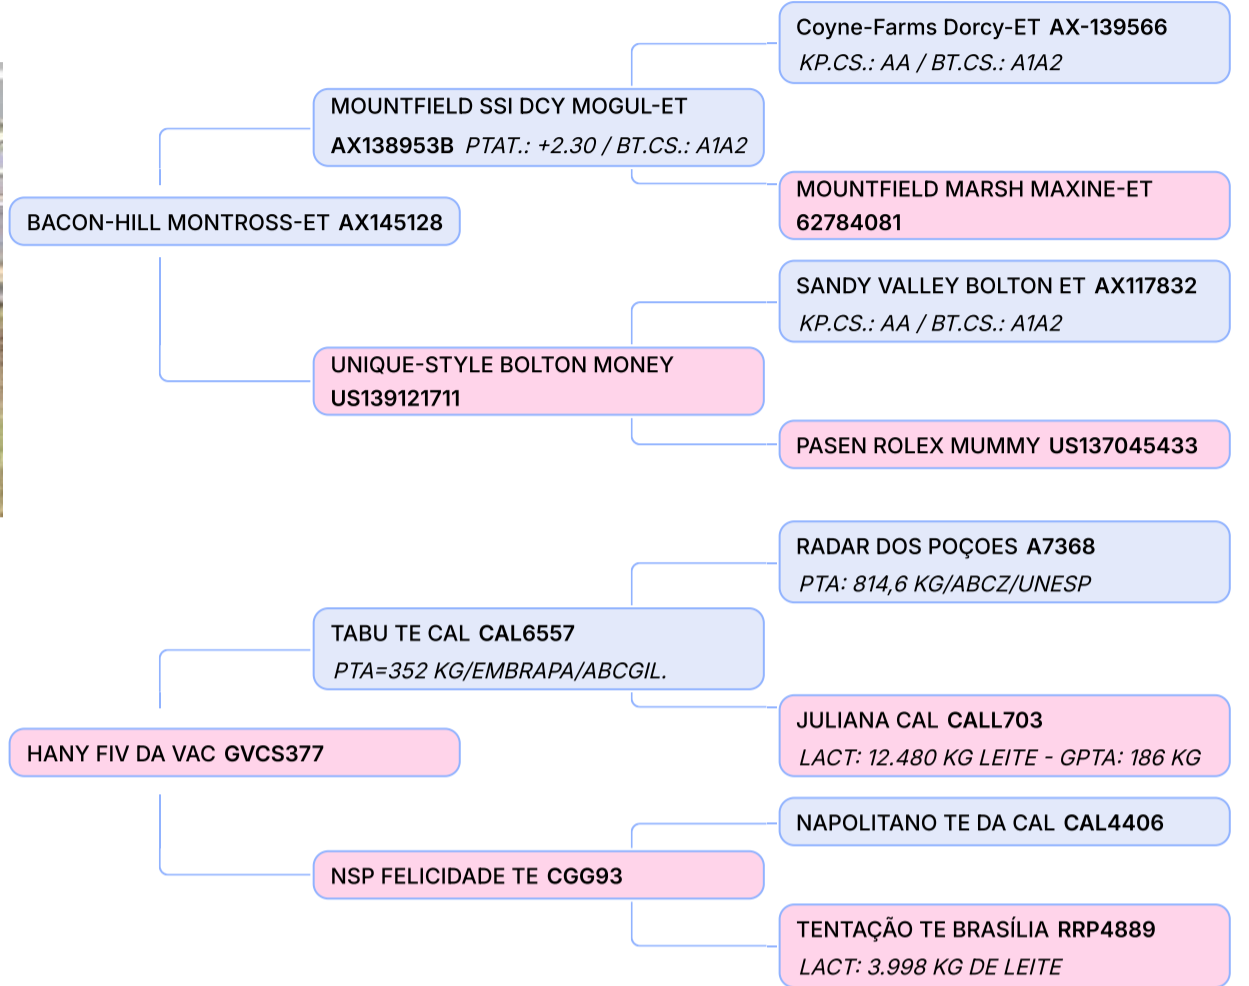 Coyne-Farms Dorcy-ET AX-139566
KP.CS.: AA / BT.CS.: A1A2
MOUNTFIELD SSI DCY MOGUL-ET
AX138953B PTAT.: +2.30 / BT.CS.: A1A2
MOUNTFIELD MARSH MAXINE-ET
62784081
BACON-HILL MONTROSS-ET AX145128
SANDY VALLEY BOLTON ET AX117832
KP.CS.: AA / BT.CS.: A1A2
UNIQUE-STYLE BOLTON MONEY
US139121711
PASEN ROLEX MUMMY US137045433
RADAR DOS POÇOES A7368
PTA: 814,6 KG/ABCZ/UNESP
TABU TE CAL CAL6557
PTA=352 KG/EMBRAPA/ABCGIL.
JULIANA CAL CALL703
LACT: 12.480 KG LEITE - GPTA: 186 KG
HANY FIV DA VAC GVCS377
NAPOLITANO TE DA CAL CAL4406
NSP FELICIDADE TE CGG93
TENTAÇÃO TE BRASÍLIA RRP4889
LACT: 3.998 KG DE LEITE